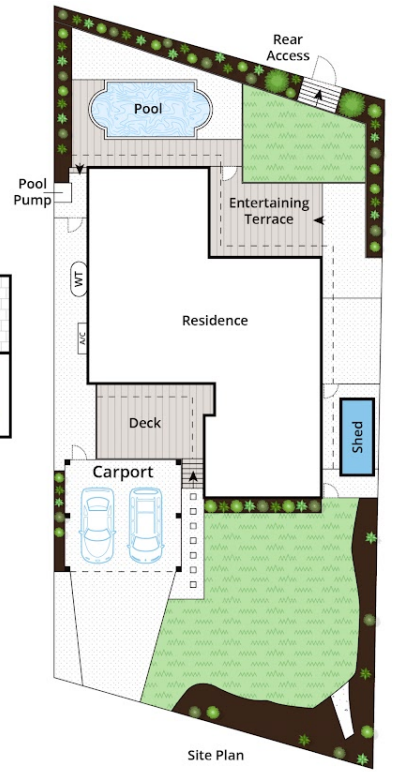 Rear
Access
Pool
Pool
Pump
Entertaining
Terrace
WT
Residence
A/C
Deck
Shed
Carport
Site Plan